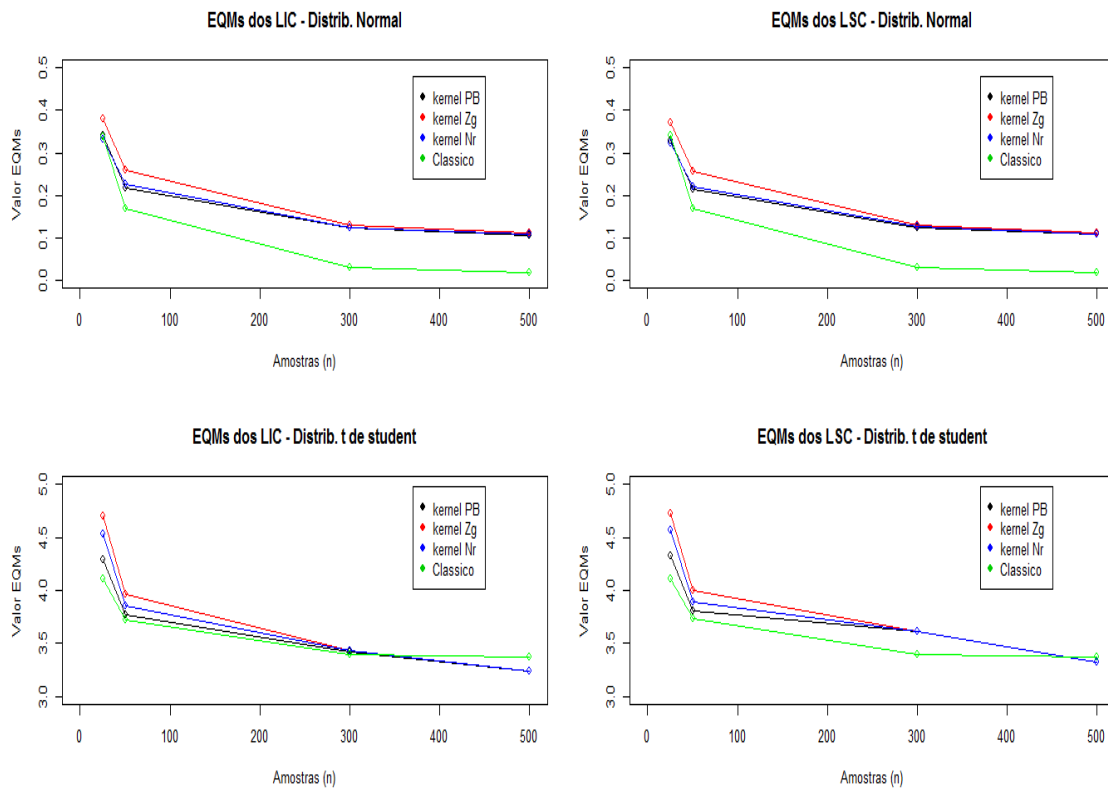 EQMs dos LIC - Distrib. Normal
Valor EQMs
0.5
0.4
0.3
0.2
0.1
0.0
kernel PB
kernel Zg
kernel Nr
Classico
0 100 200 300 400 500
Amostras (n)
EQMs dos LSC - Distrib. Normal
Valor EQMs
0.5
0.4
0.3
0.2
0.1
0.0
kernel PB
kernel Zg
kernel Nr
Classico
0 100 200 300 400 500
Amostras (n)
EQMs dos LIC - Distrib. t de student
Valor EQMs
5.0
4.5
4.0
3.5
3.0
kernel PB
kernel Zg
kernel Nr
Classico
0 100 200 300 400 500
Amostras (n)
EQMs dos LSC - Distrib. t de student
Valor EQMs
5.0
4.5
4.0
3.5
3.0
kernel PB
kernel Zg
kernel Nr
Classico
0 100 200 300 400 500
Amostras (n)